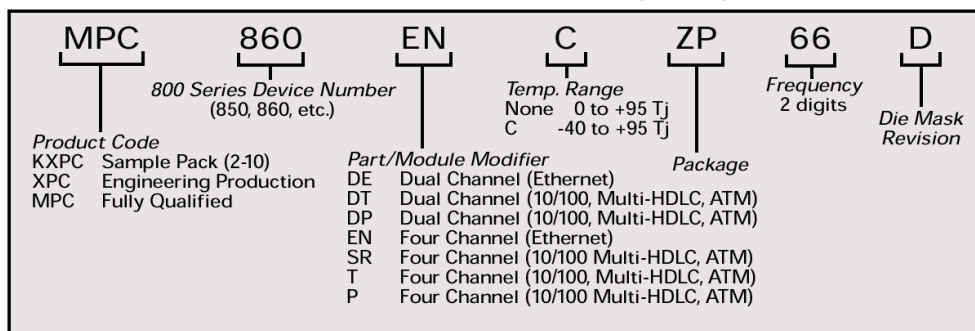 MPC 860 EN C ZP 66 D
800 Series Device Number
(850, 860, etc.)
Temp. Range
None 0 to +95 Tj
C -40 to +95 Tj
Frequency
2 digits
Die Mask
Revision
Product Code
KXPC Sample Pack (2-10)
XPC Engineering Production
MPC Fully Qualified
Part/Module Modifier
DE Dual Channel (Ethernet)
DT Dual Channel (10/100, Multi-HDLC, ATM)
DP Dual Channel (10/100, Multi-HDLC, ATM)
EN Four Channel (Ethernet)
SR Four Channel (10/100 Multi-HDLC, ATM)
T Four Channel (10/100, Multi-HDLC, ATM)
P Four Channel (10/100 Multi-HDLC, ATM)
Package